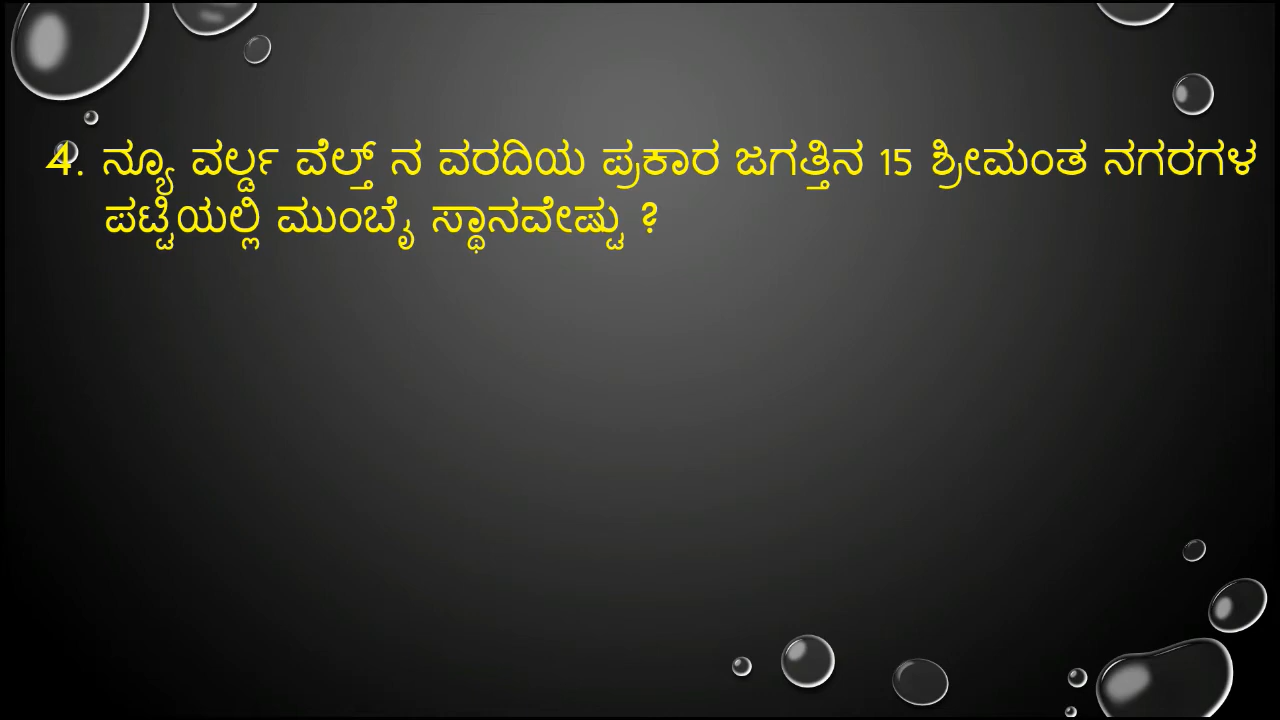 4. ನ್ಯೂ ವರ್ಲ್ಡ್ ವೆಲ್ತ್ ನ ವರದಿಯ ಪ್ರಕಾರ ಜಗತ್ತಿನ 15 ಶ್ರೀಮಂತ ನಗರಗಳ
ಪಟ್ಟಿಯಲ್ಲಿ ಮುಂಬೈ ಸ್ಥಾನವೇಷ್ಟು ?